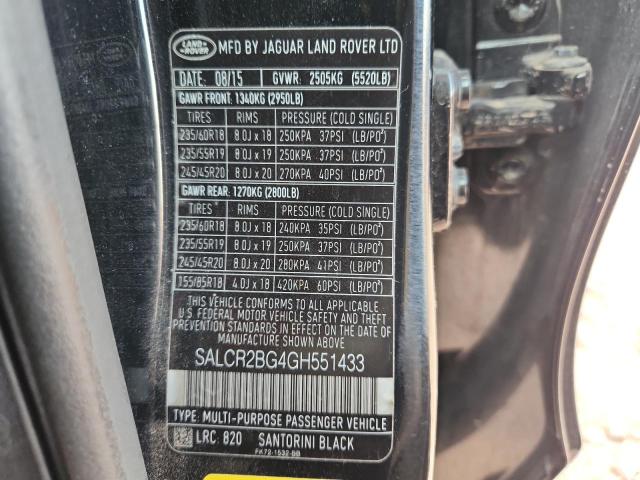 LAND ROVER MFD BY JAGUAR LAND ROVER LTD
DATE: 08/15 GVWR: 2505KG (5520LB)
GAWR FRONT: 1340KG (2950LB)
TIRES RIMS PRESSURE (COLD SINGLE)
235/60R18 8.0J x 18 250KPA 37PSI (LB/PO²)
235/55R19 8.0J x 19 250KPA 37PSI (LB/PO²)
245/45R20 8.0J x 20 270KPA 40PSI (LB/PO²)
GAWR REAR: 1270KG (2800LB)
TIRES RIMS PRESSURE (COLD SINGLE)
235/60R18 8.0J x 18 240KPA 35PSI (LB/PO²)
235/55R19 8.0J x 19 250KPA 37PSI (LB/PO²)
245/45R20 8.0J x 20 280KPA 41PSI (LB/PO²)
155/85R18 4.0J x 18 420KPA 60PSI (LB/PO²)
THIS VEHICLE CONFORMS TO ALL APPLICABLE
U.S. FEDERAL MOTOR VEHICLE SAFETY AND THEFT
PREVENTION STANDARDS IN EFFECT ON THE DATE OF
MANUFACTURE SHOWN ABOVE.
SALCR2BG4GH551433
TYPE: MULTI-PURPOSE PASSENGER VEHICLE
LRC: 820 SANTORINI BLACK
FK72-1532-BB